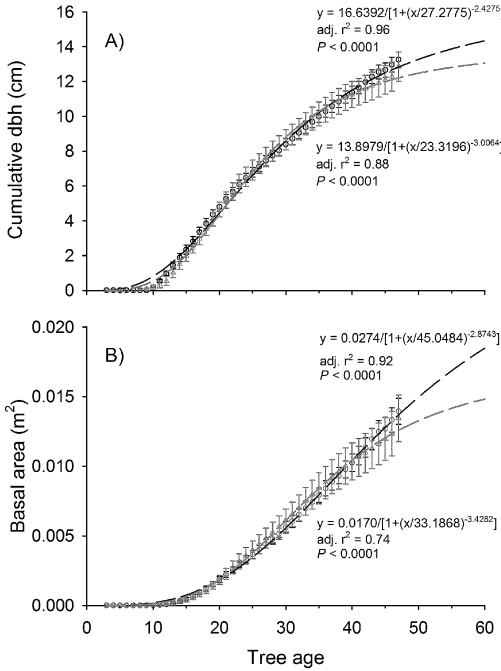 16
14
12
10
8
6
4
2
0
Cumulative dbh (cm)
A)
y = 16.6392/[1+(x/27.2775)^-2.4275
adj. r² = 0.96
P < 0.0001
y = 13.8979/[1+(x/23.3196)^-3.0064
adj. r² = 0.88
P < 0.0001
0.020
0.015
0.010
0.005
0.000
Basal area (m²)
B)
y = 0.0274/[1+(x/45.0484)^-2.8743]
adj. r² = 0.92
P < 0.0001
y = 0.0170/[1+(x/33.1868)^-3.4282]
adj. r² = 0.74
P < 0.0001
0 10 20 30 40 50 60
Tree age